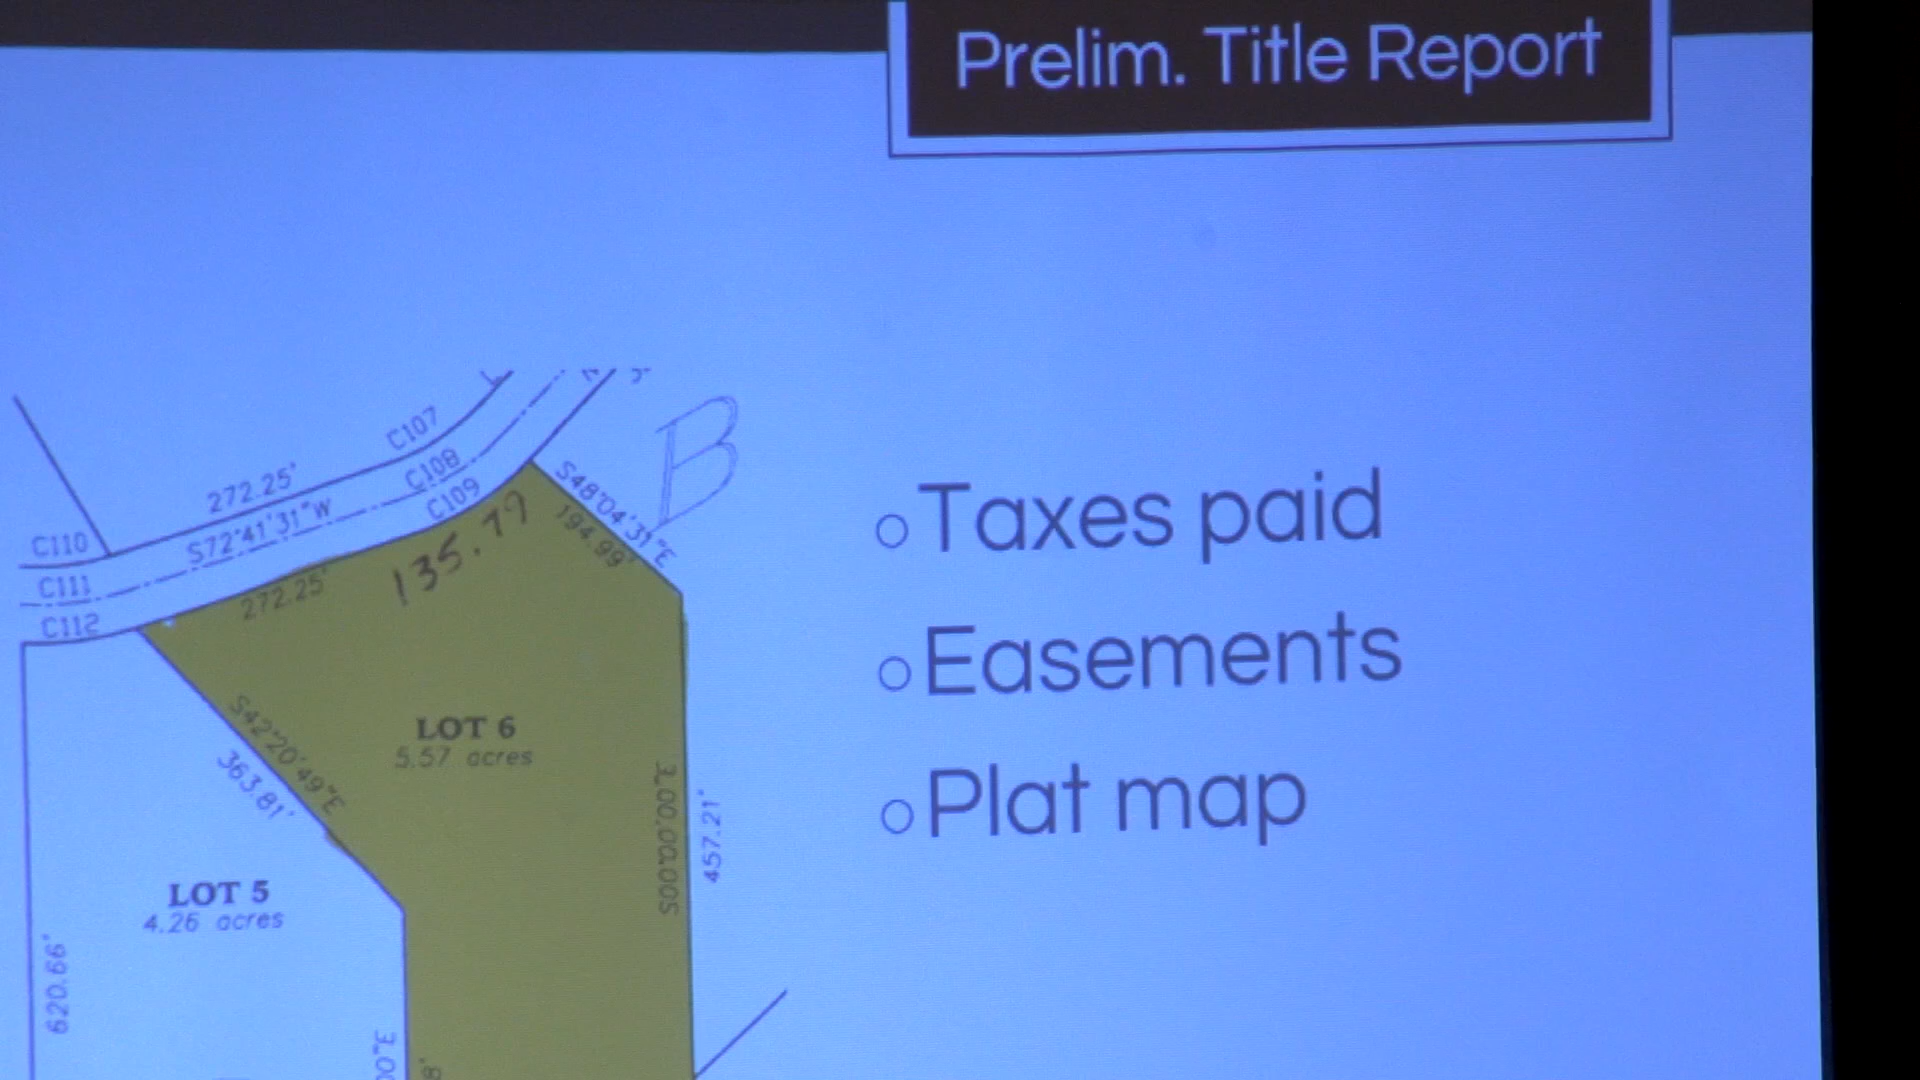 Prelim. Title Report
C107
C108
C109
272.25'
S72°41'31"W
C110
C111
C112
272.25'
135.79
S48°04'31"E
194.99'
B
Taxes paid
Easements
Plat map
LOT 6
5.57 acres
S42°20'49"E
363.81'
S00°00'00"E
457.21'
LOT 5
4.26 acres
620.66'